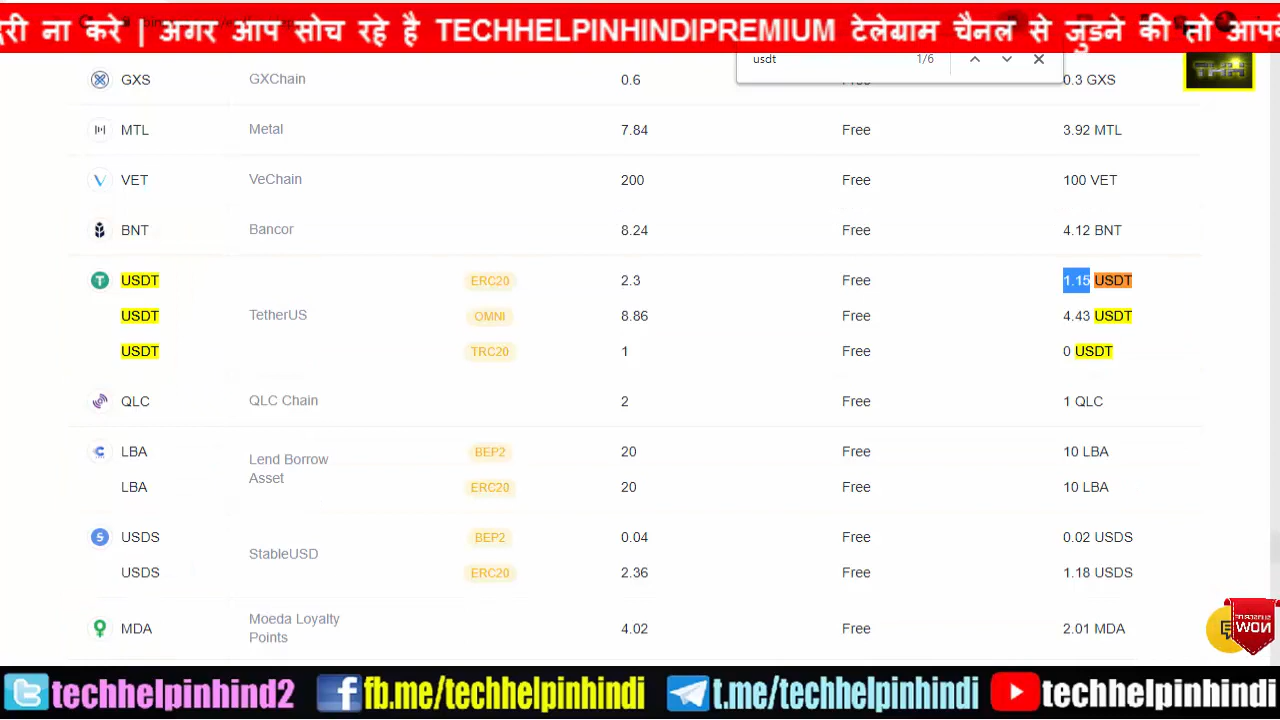 री ना करे | अगर आप सोच रहे है TECHHELPINHINDIPREMIUM टेलेग्राम चैनल से जुडने की तो आपव
usdt 1/6
GXS GXChain 0.6 0.3 GXS
THH
MTL Metal 7.84 Free 3.92 MTL
VET VeChain 200 Free 100 VET
BNT Bancor 8.24 Free 4.12 BNT
USDT ERC20 2.3 Free 1.15 USDT
USDT TetherUS OMNI 8.86 Free 4.43 USDT
USDT TRC20 1 Free 0 USDT
QLC QLC Chain 2 Free 1 QLC
LBA BEP2 20 Free 10 LBA
Lend Borrow
Asset
LBA ERC20 20 Free 10 LBA
USDS BEP2 0.04 Free 0.02 USDS
StableUSD
USDS ERC20 2.36 Free 1.18 USDS
Moeda Loyalty
Points
MDA 4.02 Free 2.01 MDA
NOW
techhelpinhind2 fb.me/techhelpinhindi t.me/techhelpinhindi techhelpinhindi